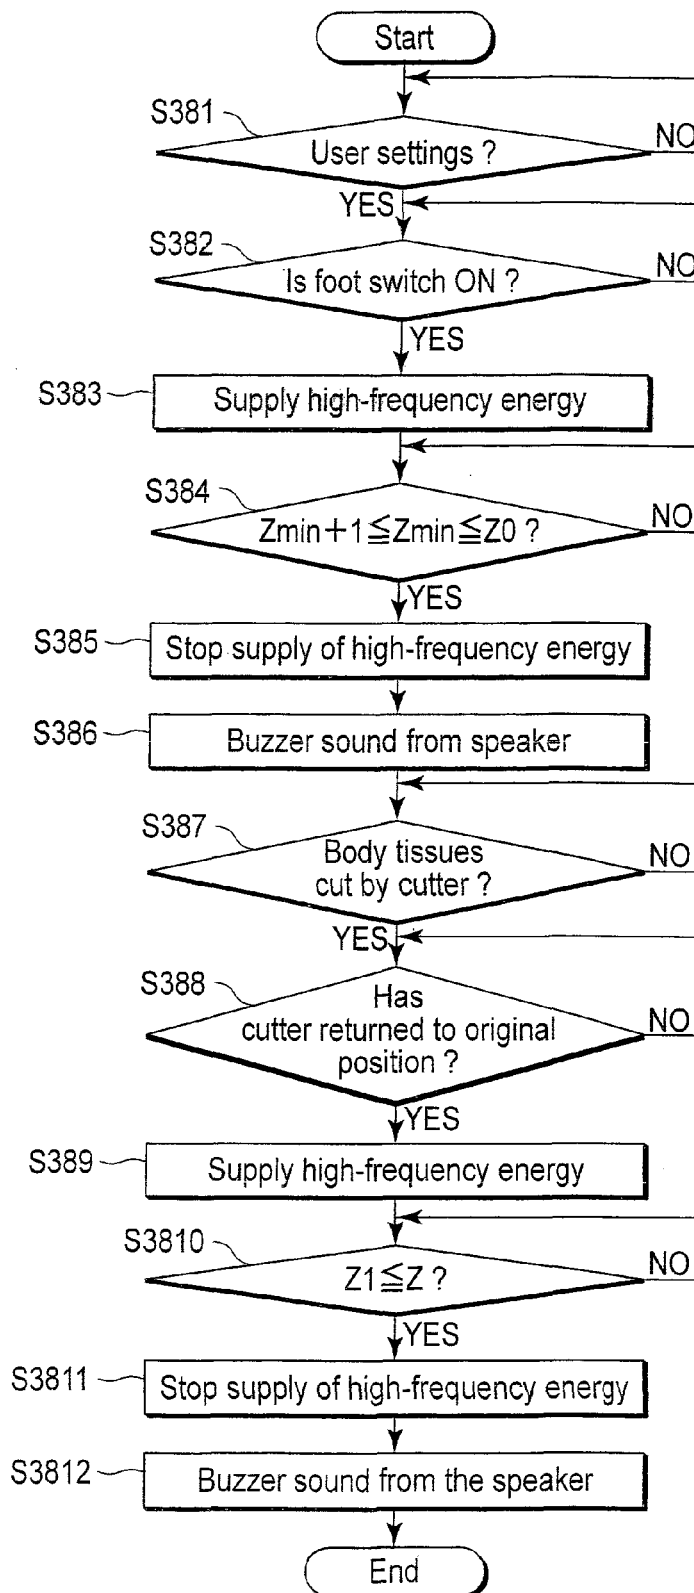 Start
S381
User settings ?
NO
YES
S382
Is foot switch ON ?
NO
YES
S383
Supply high-frequency energy
S384
Zmin+1≦Zmin≦Z0 ?
NO
YES
S385
Stop supply of high-frequency energy
S386
Buzzer sound from speaker
S387
Body tissues
cut by cutter ?
NO
YES
S388
Has
cutter returned to original
position ?
NO
YES
S389
Supply high-frequency energy
S3810
Z1≦Z ?
NO
YES
S3811
Stop supply of high-frequency energy
S3812
Buzzer sound from the speaker
End